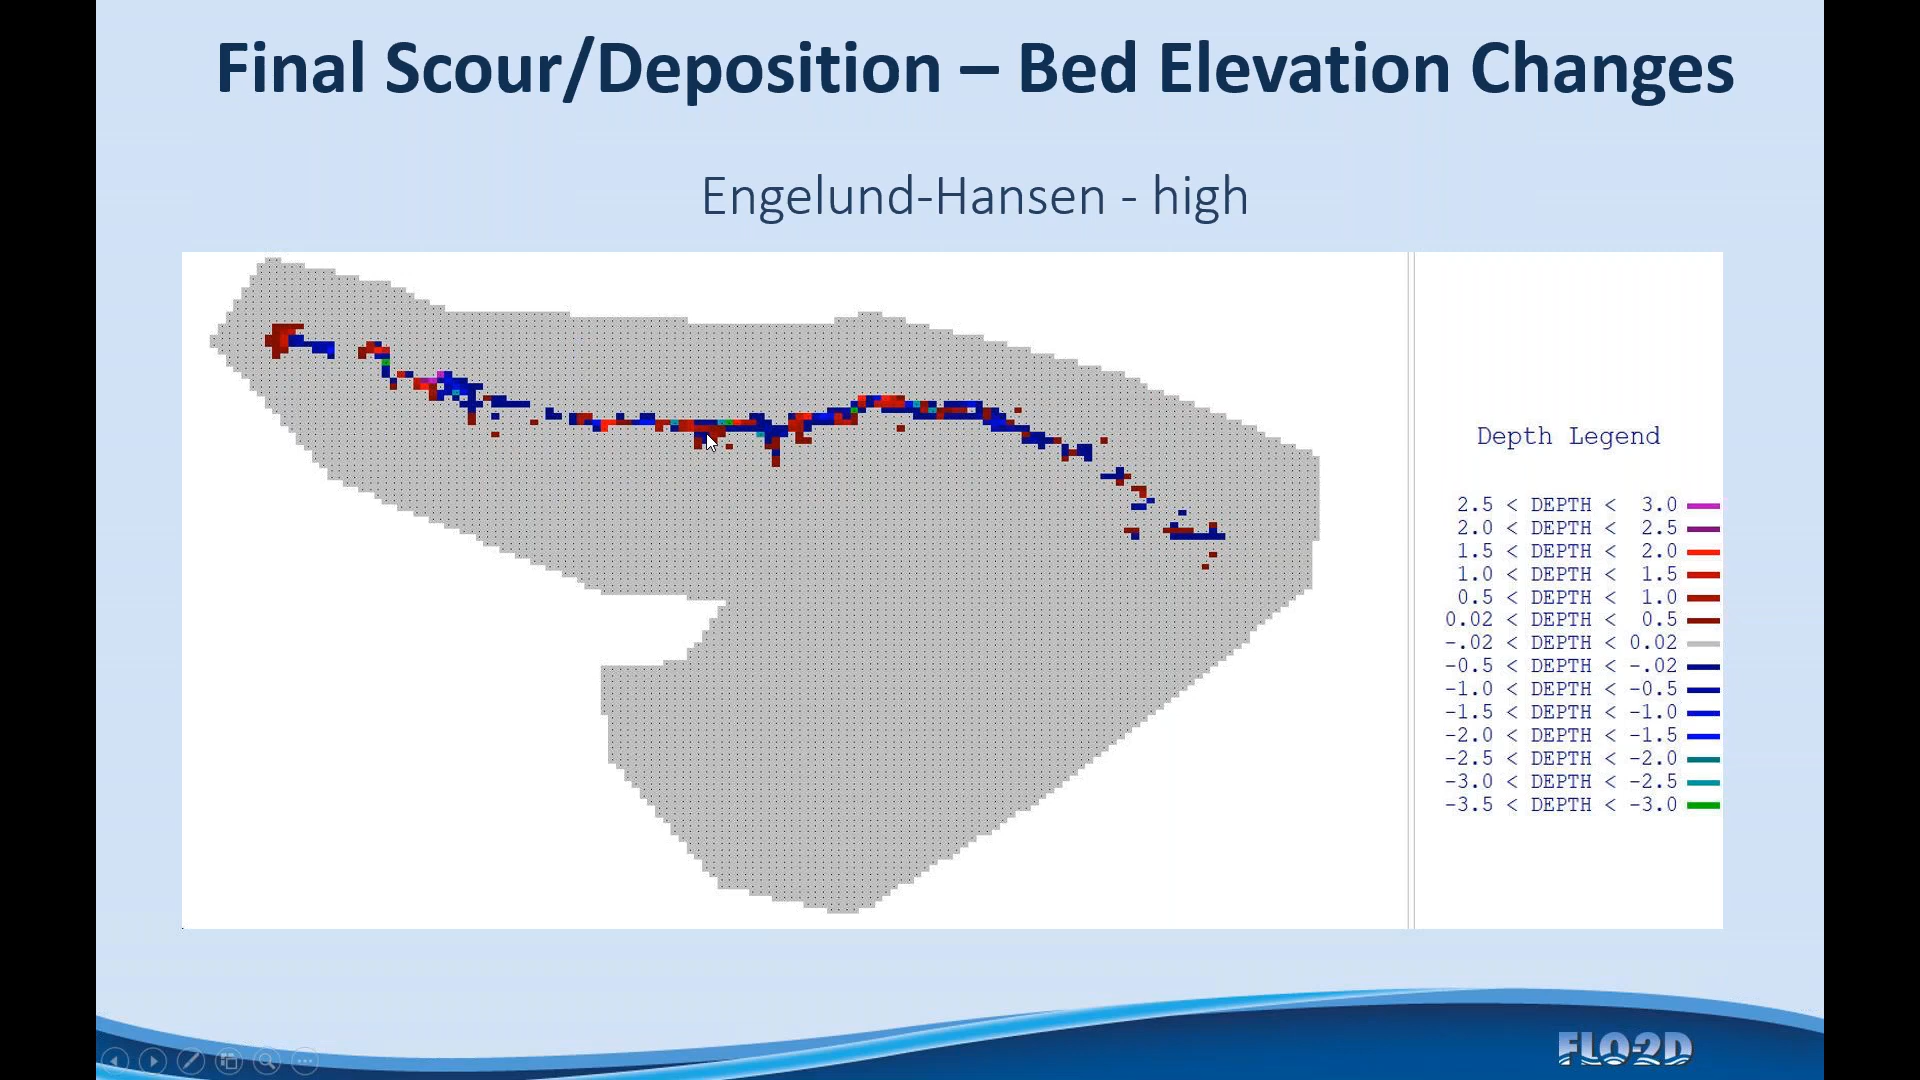 Final Scour/Deposition – Bed Elevation Changes
Engelund-Hansen - high
Depth Legend
2.5 < DEPTH < 3.0
2.0 < DEPTH < 2.5
1.5 < DEPTH < 2.0
1.0 < DEPTH < 1.5
0.5 < DEPTH < 1.0
0.02 < DEPTH < 0.5
-.02 < DEPTH < 0.02
-0.5 < DEPTH < -.02
-1.0 < DEPTH < -0.5
-1.5 < DEPTH < -1.0
-2.0 < DEPTH < -1.5
-2.5 < DEPTH < -2.0
-3.0 < DEPTH < -2.5
-3.5 < DEPTH < -3.0
FLO-2D